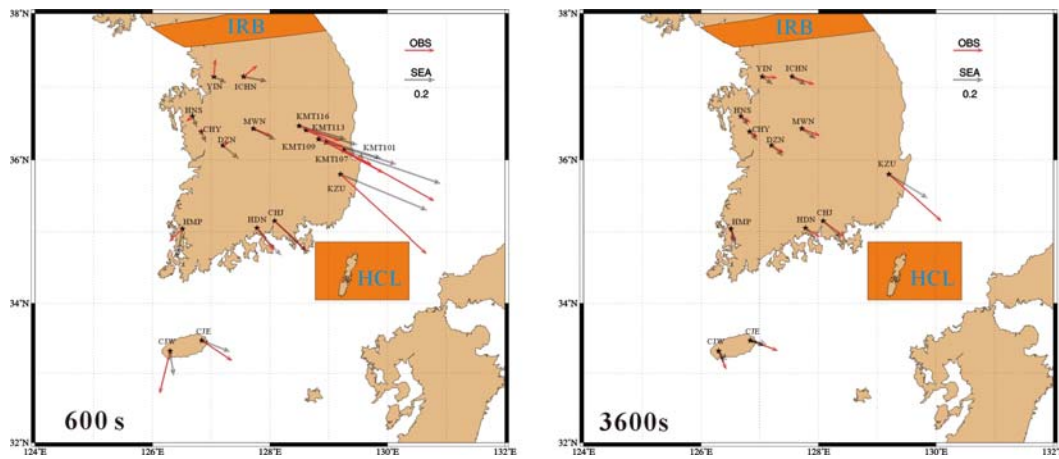 38°N
36°N
34°N
32°N
124°E
126°E
128°E
130°E
132°E
IRB
OBS
SEA
0.2
YIN
ICHN
HNS
CHY
DZN
MWN
KMT116
KMT113
KMT109
KMT101
KMT107
KZU
HMP
HDN
CHJ
HCL
CJW
CJE
600 s
38°N
36°N
34°N
32°N
124°E
126°E
128°E
130°E
132°E
IRB
OBS
SEA
0.2
YIN
ICHN
HNS
CHY
DZN
MWN
KZU
HMP
HDN
CHJ
HCL
CJW
CJE
3600s